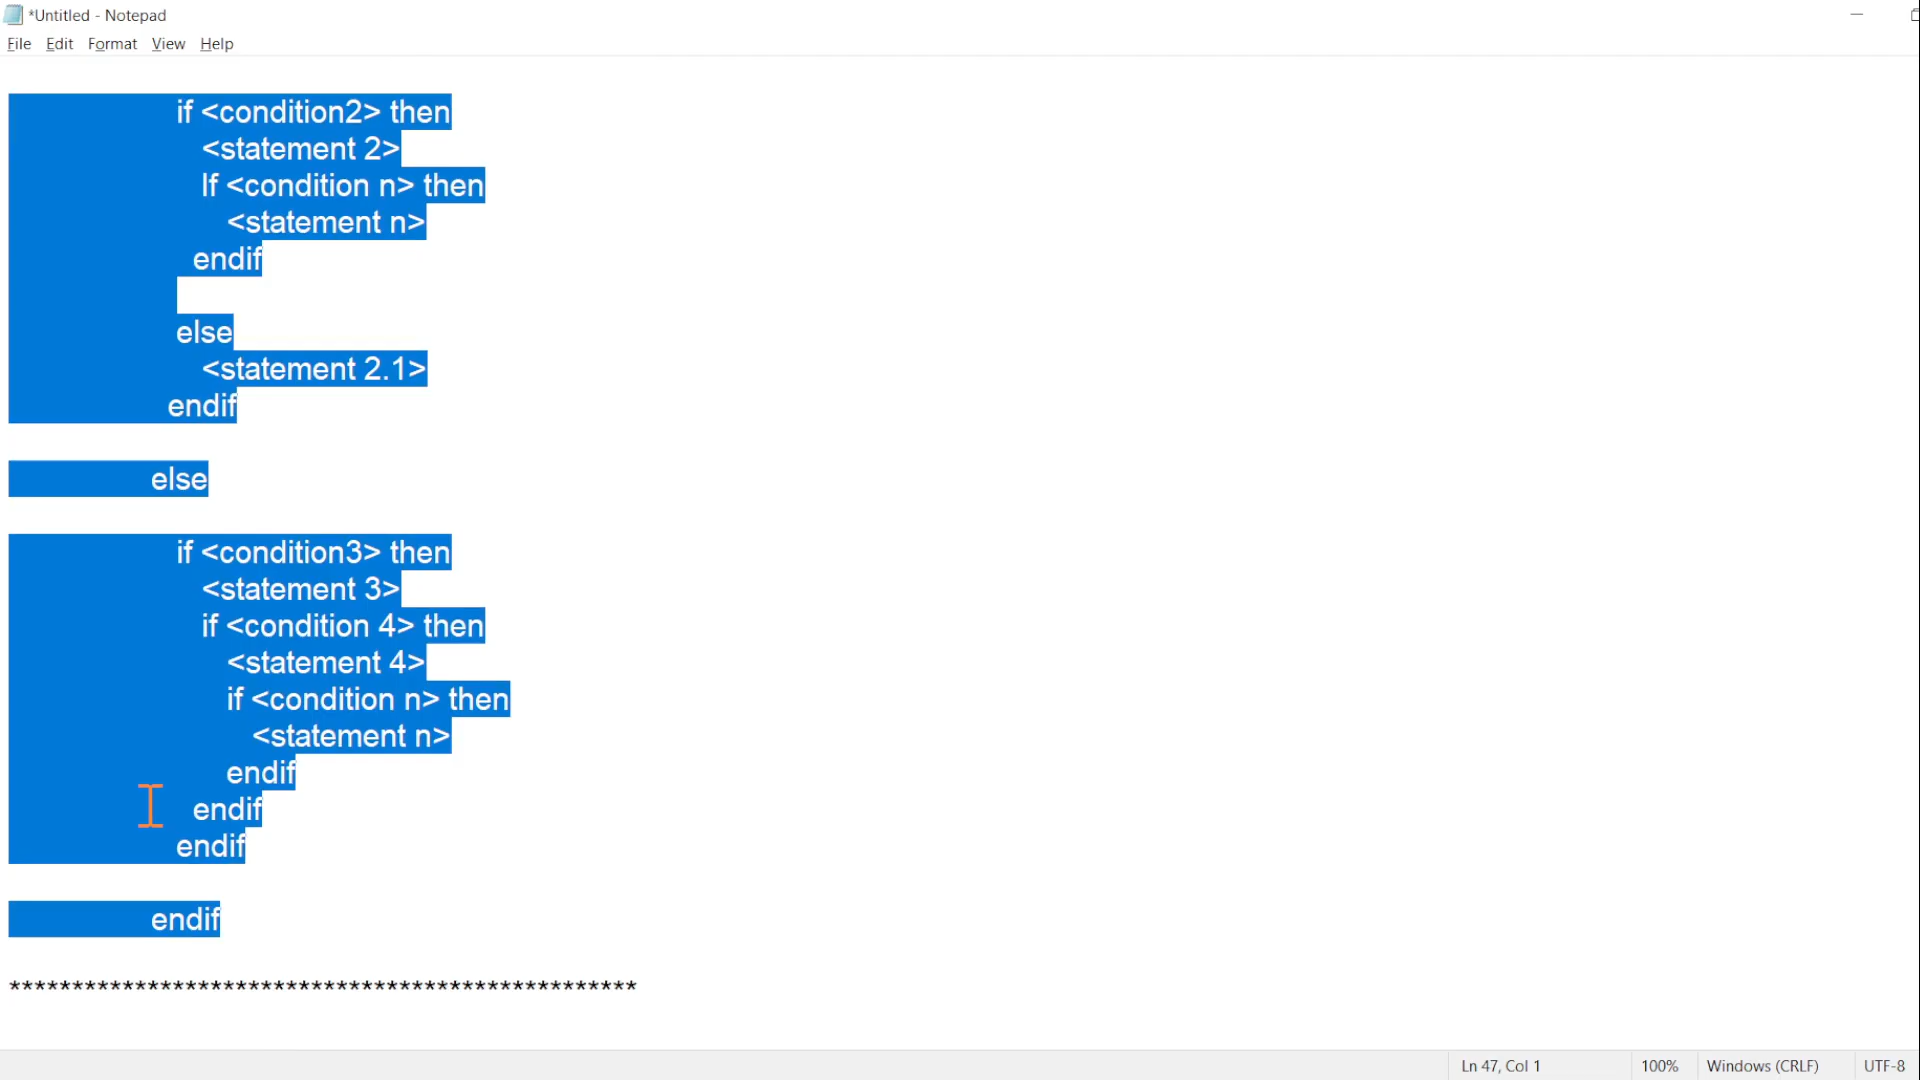 *Untitled - Notepad
File Edit Format View Help
if <condition2> then
<statement 2>
If <condition n> then
<statement n>
endif
else
<statement 2.1>
endif
else
if <condition3> then
<statement 3>
if <condition 4> then
<statement 4>
if <condition n> then
<statement n>
endif
endif
endif
endif
**************************************************
Ln 47, Col 1 100% Windows (CRLF) UTF-8